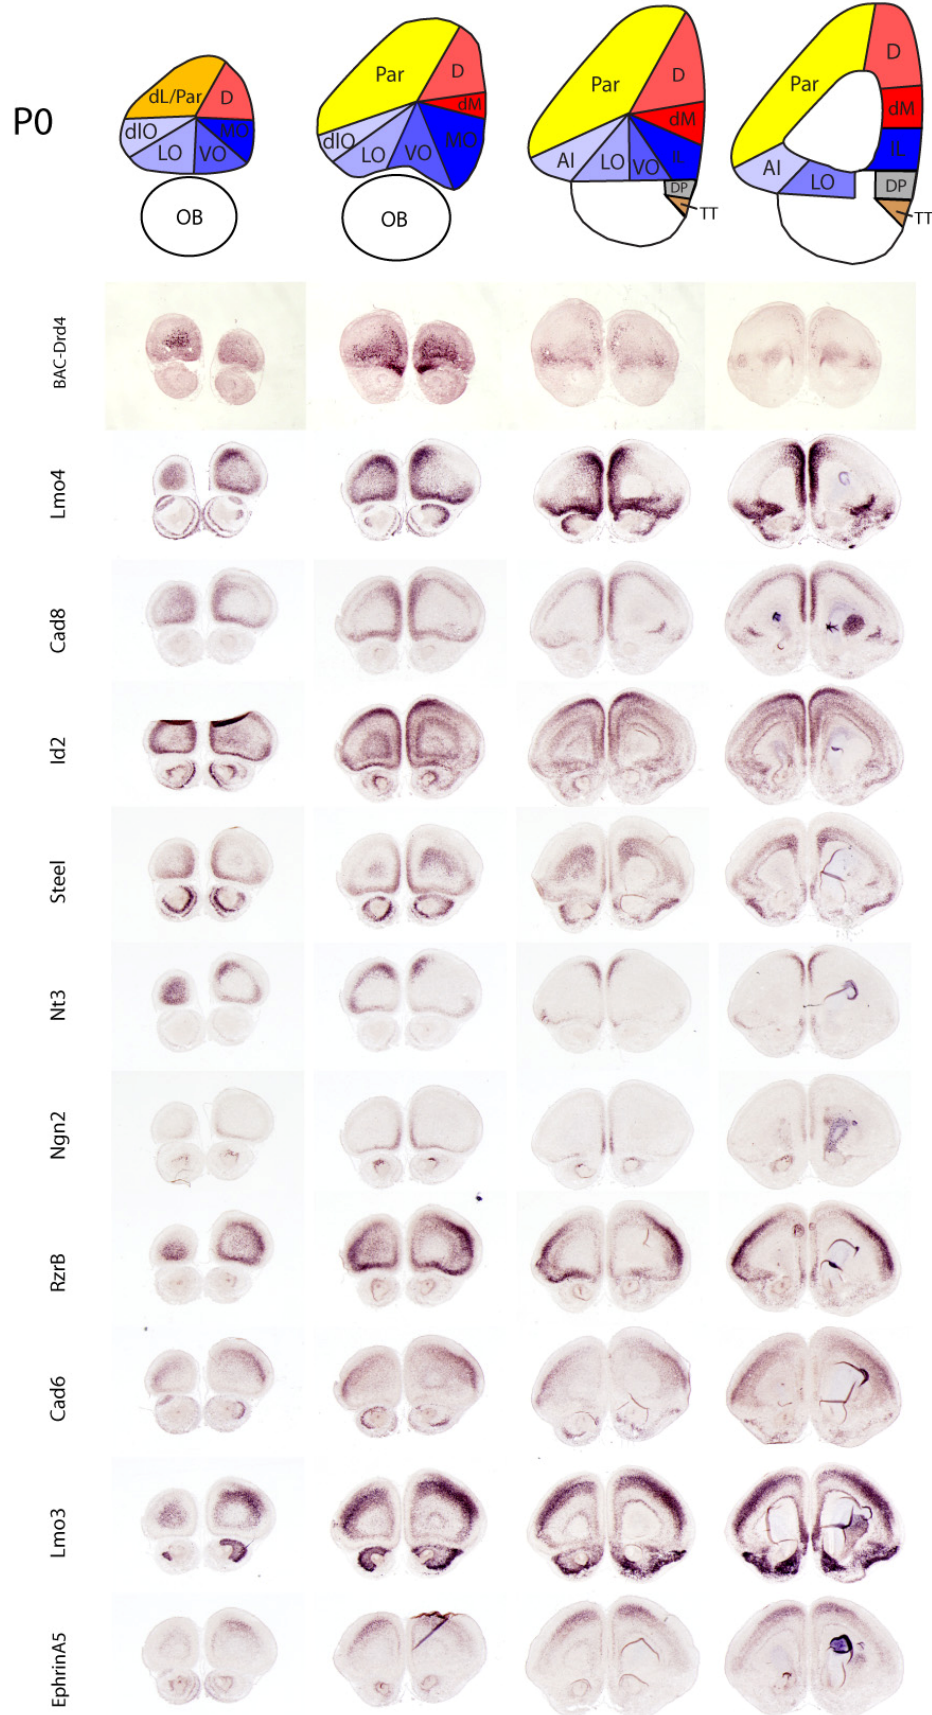 P0
dL/Par D
dlO MO
LO VO
OB
Par D
dM
dlO LO VO MO
OB
Par D
dM
AI LO VO IL
DP
TT
Par D
dM
IL
AI LO DP
TT
BAC-Drd4
Lmo4
Cad8
Id2
Steel
Nt3
Ngn2
RzrB
Cad6
Lmo3
EphrinA5